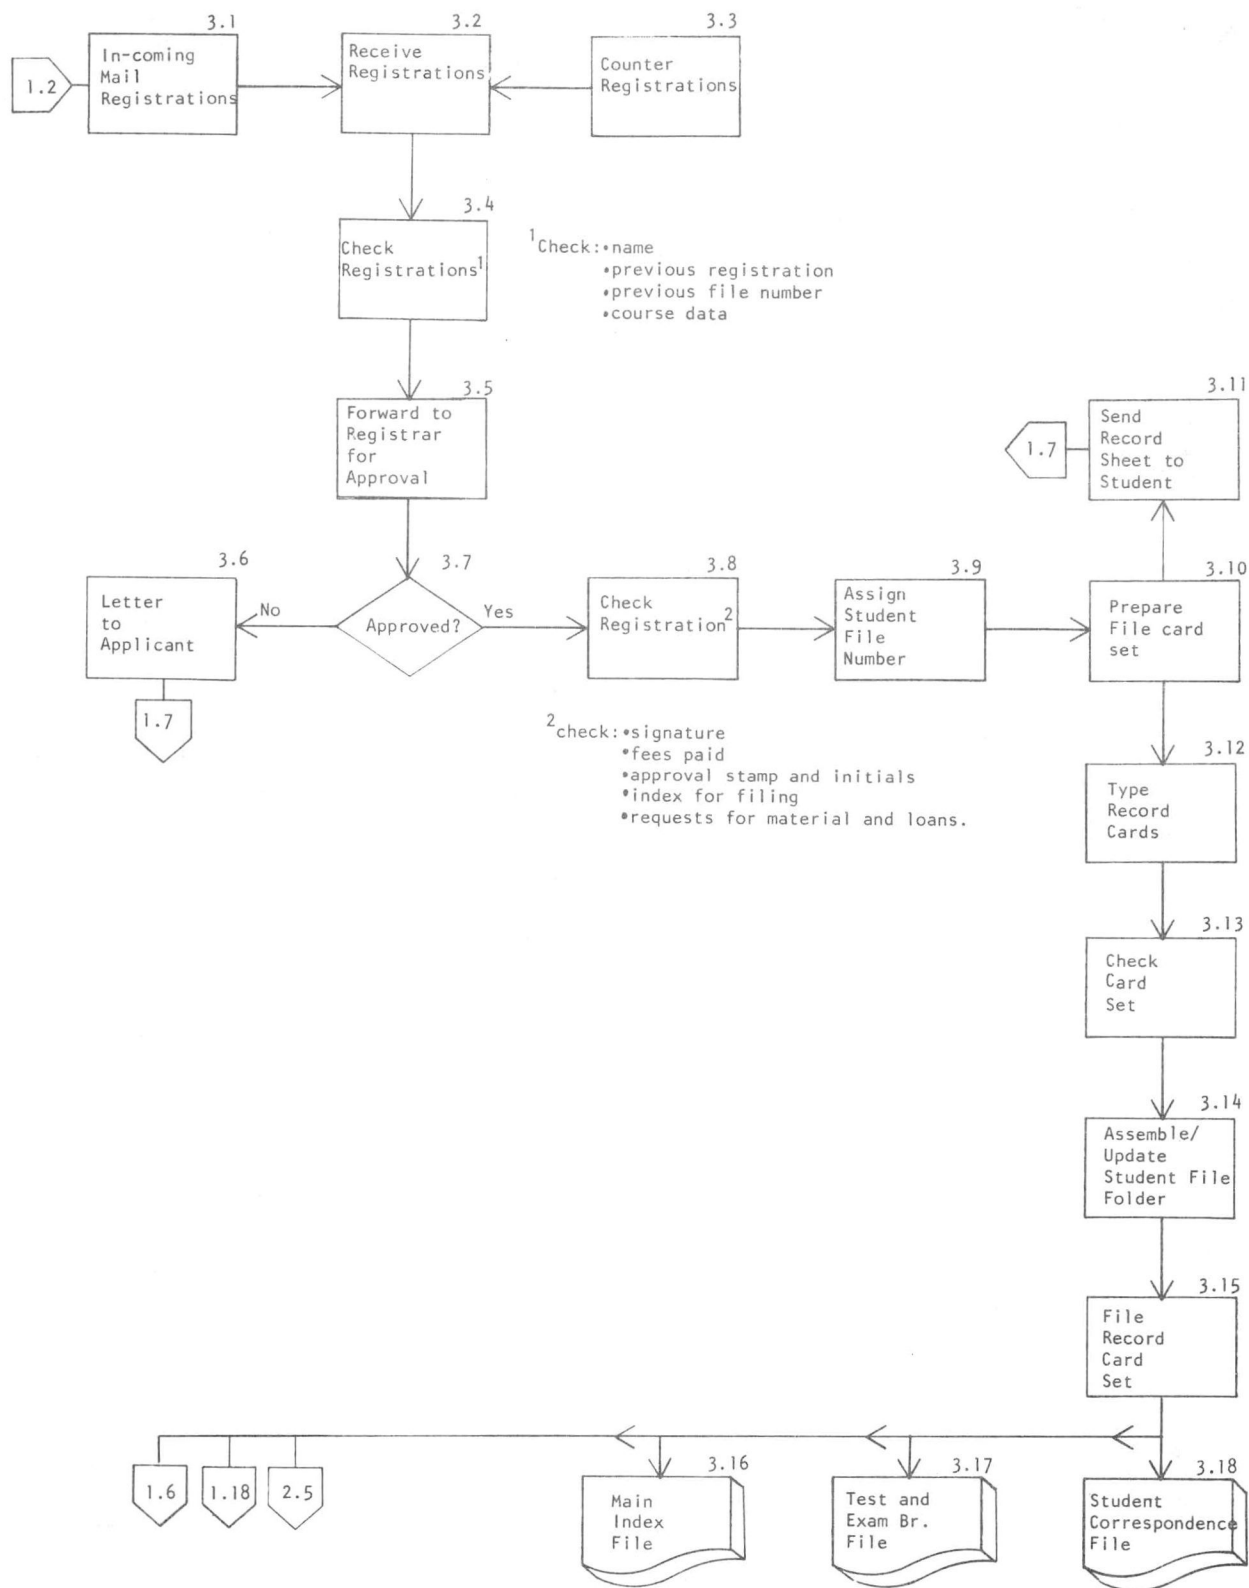 3.1
3.2
3.3
1.2
In-coming
Mail
Registrations
Receive
Registrations
Counter
Registrations
3.4
Check
Registrations1
1Check:•name
•previous registration
•previous file number
•course data
3.5
Forward to
Registrar
for
Approval
3.11
1.7
Send
Record
Sheet to
Student
3.6
Letter
to
Applicant
No
3.7
Approved?
Yes
3.8
Check
Registration2
3.9
Assign
Student
File
Number
3.10
Prepare
File card
set
1.7
2check:•signature
•fees paid
•approval stamp and initials
•index for filing
•requests for material and loans.
3.12
Type
Record
Cards
3.13
Check
Card
Set
3.14
Assemble/
Update
Student File
Folder
3.15
File
Record
Card
Set
1.6
1.18
2.5
3.16
Main
Index
File
3.17
Test and
Exam Br.
File
3.18
Student
Correspondence
File